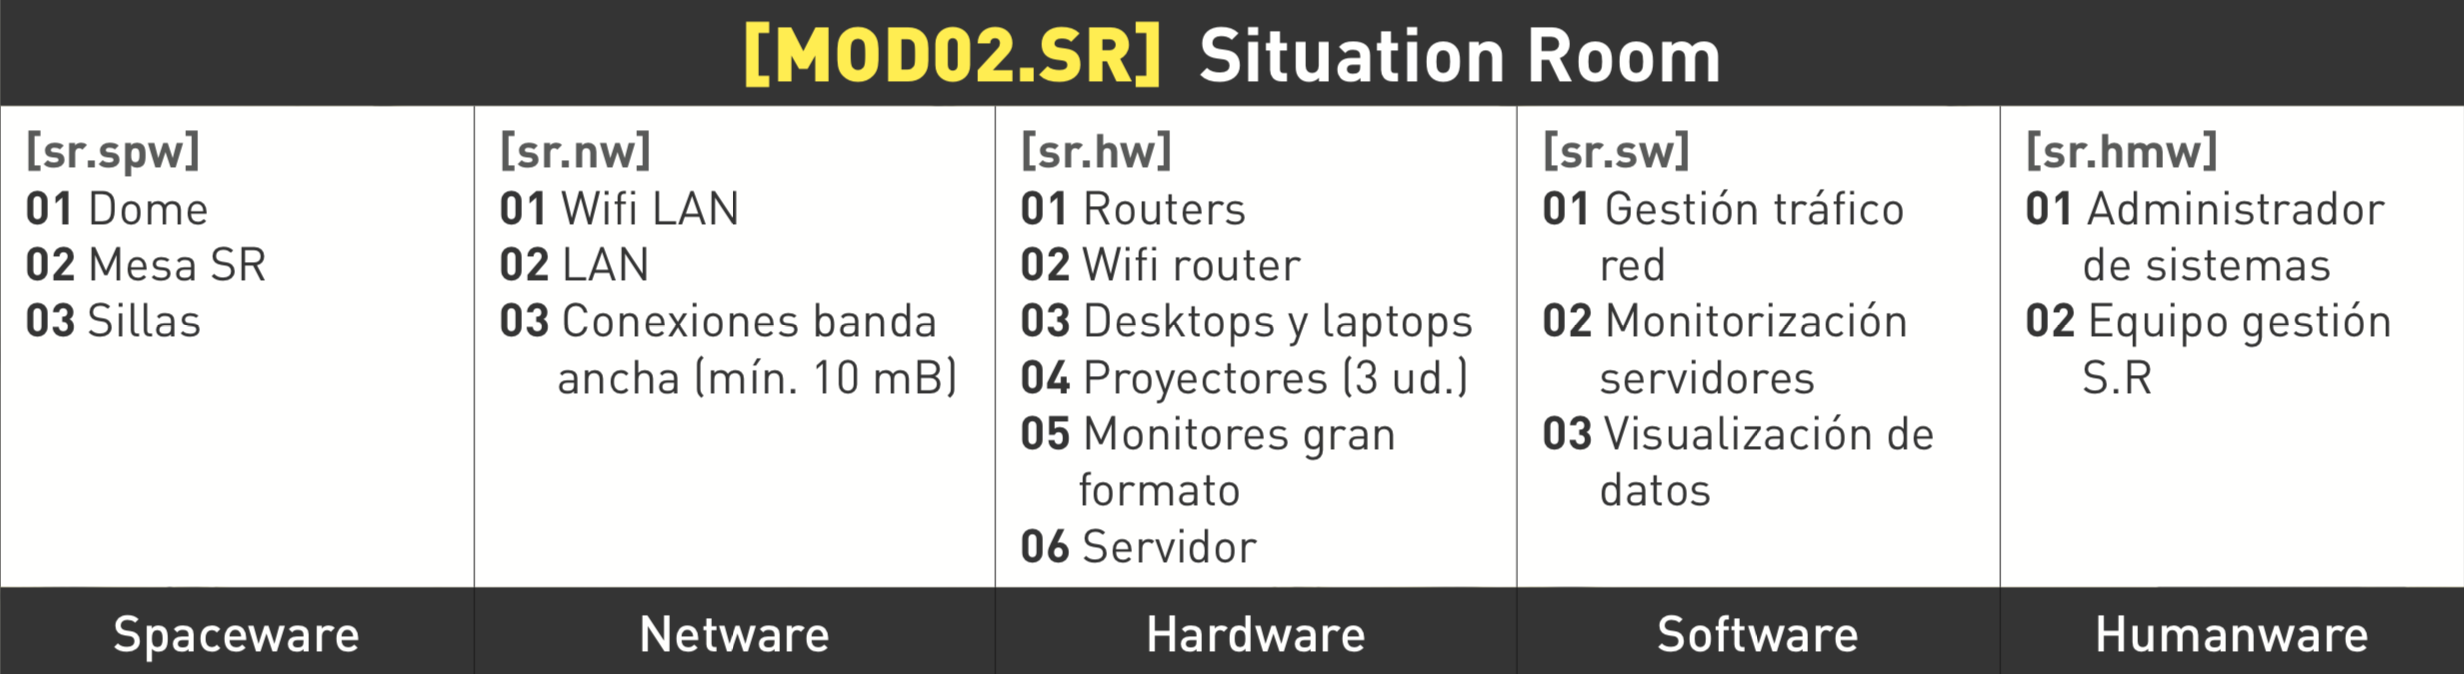 [MOD02.SR] Situation Room
[sr.spw]
01 Dome
02 Mesa SR
03 Sillas
[sr.nw]
01 Wifi LAN
02 LAN
03 Conexiones banda
ancha (mín. 10 mB)
[sr.hw]
01 Routers
02 Wifi router
03 Desktops y laptops
04 Proyectores (3 ud.)
05 Monitores gran
formato
06 Servidor
[sr.sw]
01 Gestión tráfico
red
02 Monitorización
servidores
03 Visualización de
datos
[sr.hmw]
01 Administrador
de sistemas
02 Equipo gestión
S.R
Spaceware
Netware
Hardware
Software
Humanware